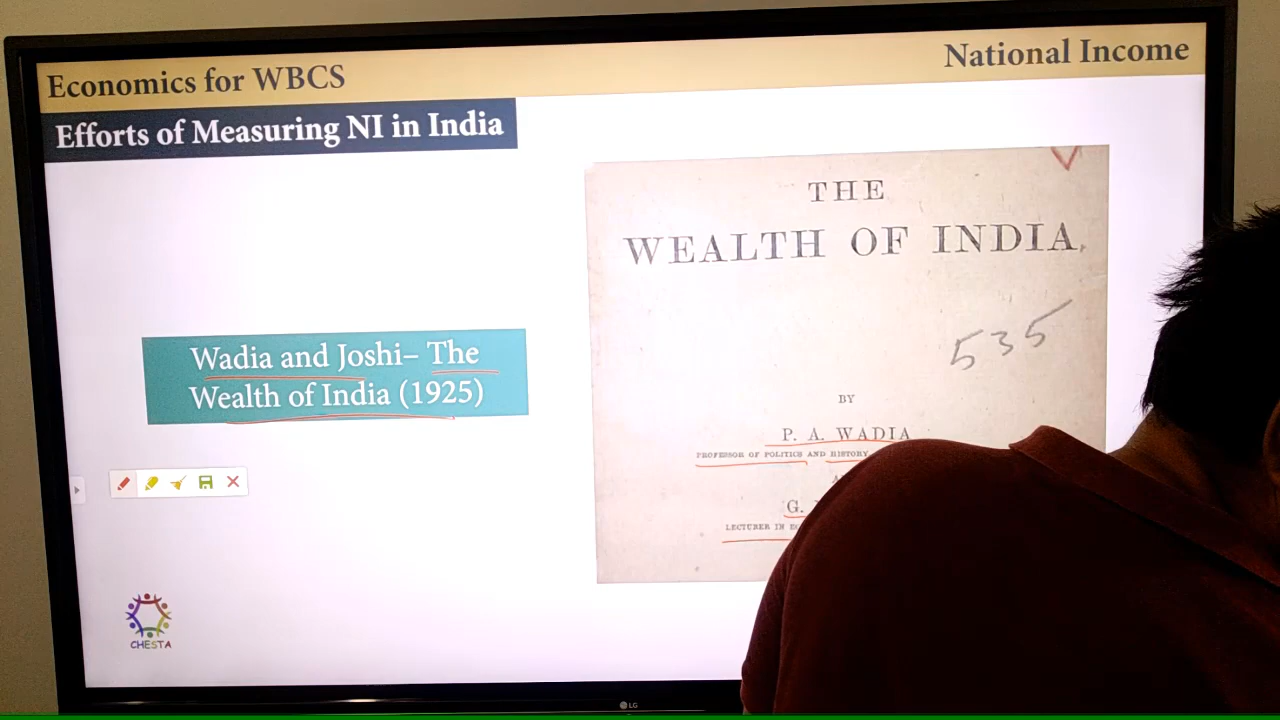 Economics for WBCS
National Income
Efforts of Measuring NI in India
Wadia and Joshi– The
Wealth of India (1925)
THE
WEALTH OF INDIA,
535
BY
P. A. WADIA
PROFESSOR OF POLITICS AND HISTORY
G.
LECTURER IN
CHESTA
LG